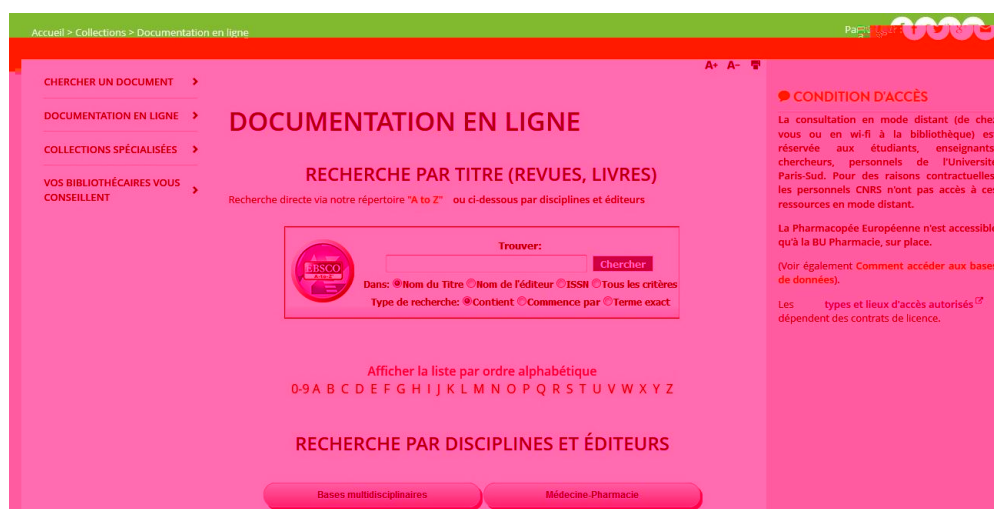 Accueil > Collections > Documentation en ligne
A+ A-
CHERCHER UN DOCUMENT
DOCUMENTATION EN LIGNE
COLLECTIONS SPÉCIALISÉES
VOS BIBLIOTHÉCAIRES VOUS
CONSEILLENT
DOCUMENTATION EN LIGNE
RECHERCHE PAR TITRE (REVUES, LIVRES)
Recherche directe via notre répertoire "A to Z" ou ci-dessous par disciplines et éditeurs
EBSCO
A-to-Z
Trouver:
Chercher
Dans: Nom du Titre Nom de l'éditeur ISSN Tous les critères
Type de recherche: Contient Commence par Terme exact
Afficher la liste par ordre alphabétique
0-9 A B C D E F G H I J K L M N O P Q R S T U V W X Y Z
RECHERCHE PAR DISCIPLINES ET ÉDITEURS
Bases multidisciplinaires
Médecine-Pharmacie
CONDITION D'ACCÈS
La consultation en mode distant (de
vous ou en wi-fi à la bibliothèque)
réservée aux étudiants, enseignants
chercheurs, personnels de l'Université
Paris-Sud. Pour des raisons contractuelles
les personnels CNRS n'ont pas accès à
ressources en mode distant.
La Pharmacopée Européenne n'est accessible
qu'à la BU Pharmacie, sur place.
(Voir également Comment accéder aux bases
de données).
Les types et lieux d'accès autorisés
dépendent des contrats de licence.